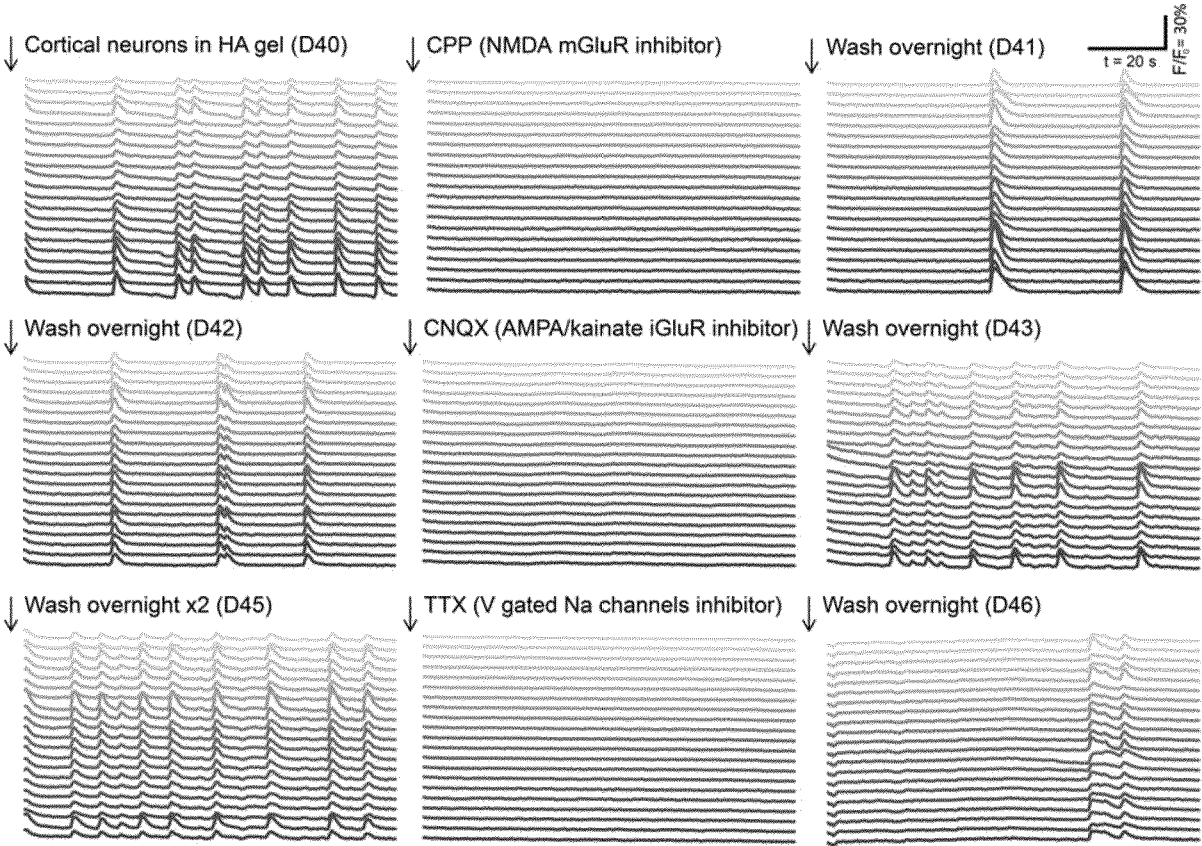 Cortical neurons in HA gel (D40)
CPP (NMDA mGluR inhibitor)
Wash overnight (D41)
t = 20 s
F/F₀= 30%
Wash overnight (D42)
CNQX (AMPA/kainate iGluR inhibitor)
Wash overnight (D43)
Wash overnight x2 (D45)
TTX (V gated Na channels inhibitor)
Wash overnight (D46)